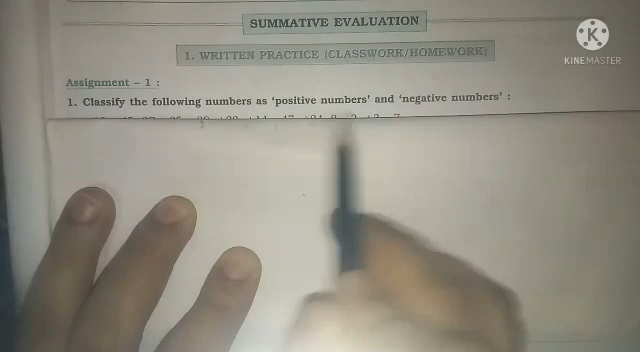 SUMMATIVE EVALUATION
1. WRITTEN PRACTICE (CLASSWORK/HOMEWORK)
KINEMASTER
Assignment – 1 :
1. Classify the following numbers as 'positive numbers' and 'negative numbers' :